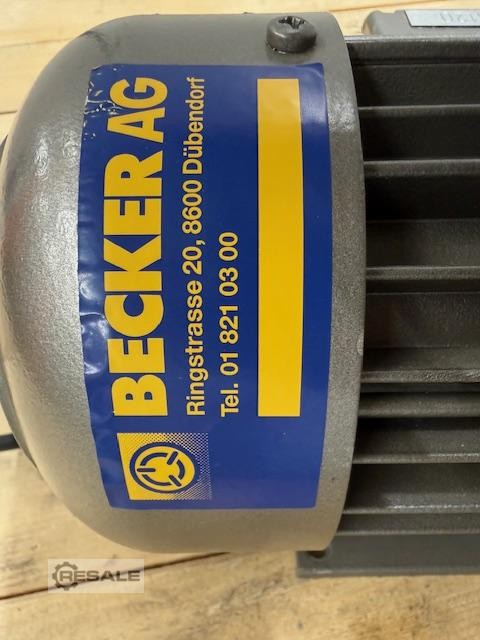 BECKER AG
Ringstrasse 20, 8600 Dübendorf
Tel. 01 821 03 00
RESALE